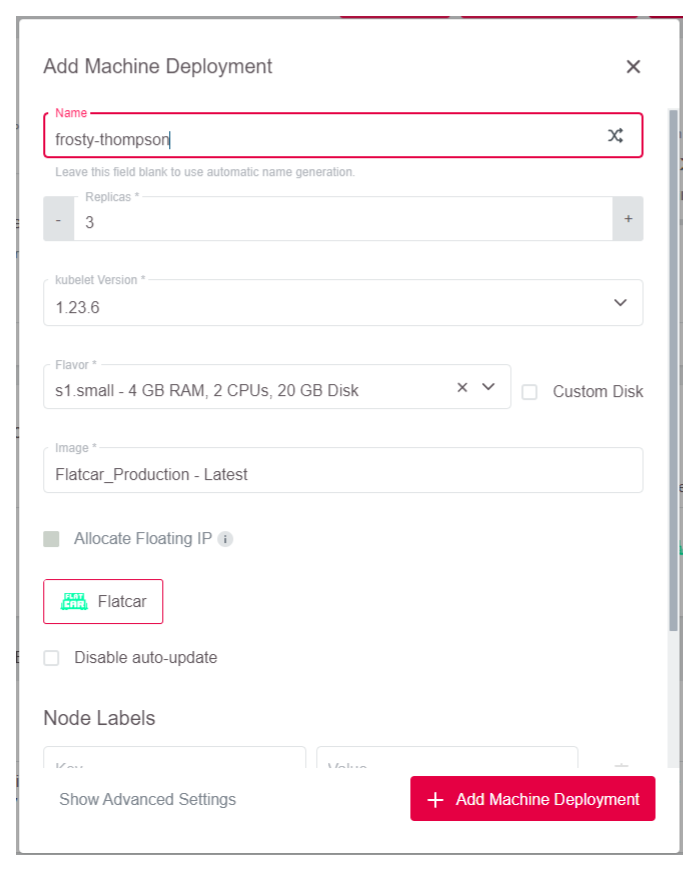 Add Machine Deployment
Name
frosty-thompson
Leave this field blank to use automatic name generation.
Replicas *
- 3 +
kubelet Version *
1.23.6
Flavor *
s1.small - 4 GB RAM, 2 CPUs, 20 GB Disk
Custom Disk
Image *
Flatcar_Production - Latest
Allocate Floating IP i
FLAT CAR Flatcar
Disable auto-update
Node Labels
Key Value
Show Advanced Settings + Add Machine Deployment